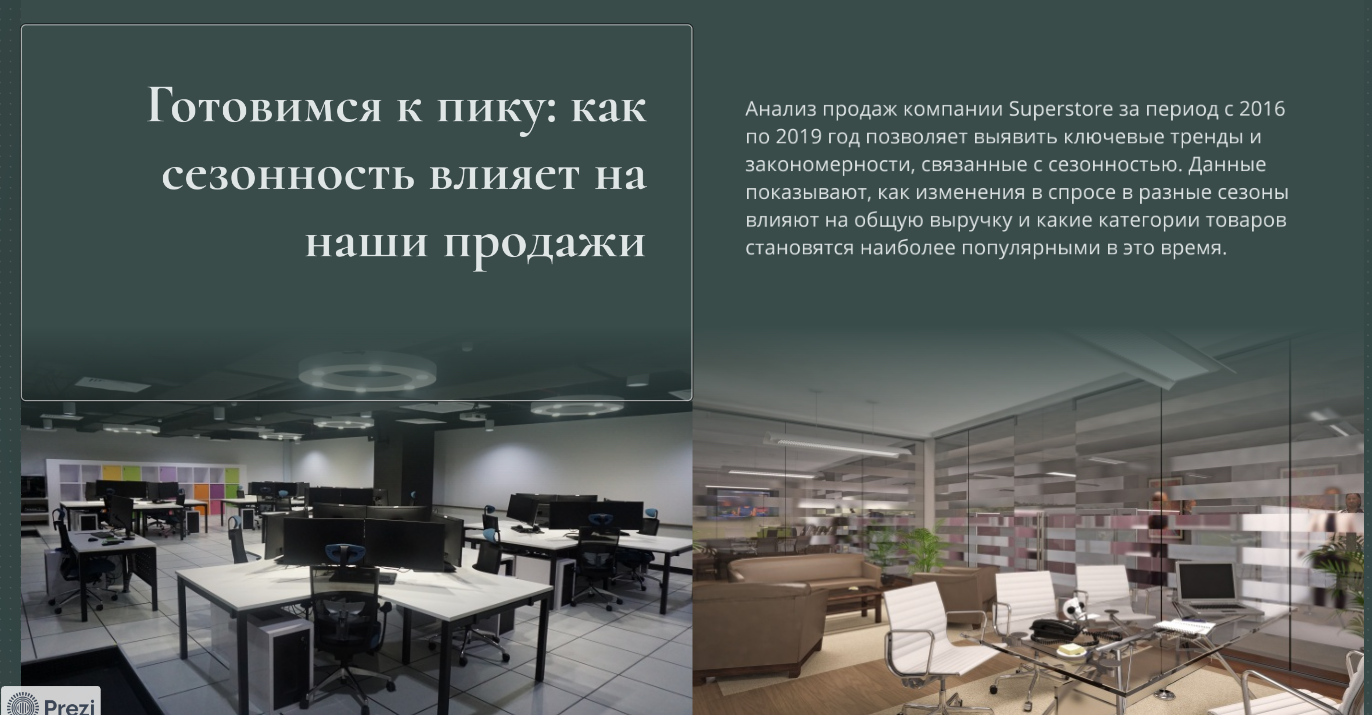 Готовимся к пику: как
сезонность влияет на
наши продажи
Анализ продаж компании Superstore за период с 2016
по 2019 год позволяет выявить ключевые тренды и
закономерности, связанные с сезонностью. Данные
показывают, как изменения в спросе в разные сезоны
влияют на общую выручку и какие категории товаров
становятся наиболее популярными в это время.
Prezi